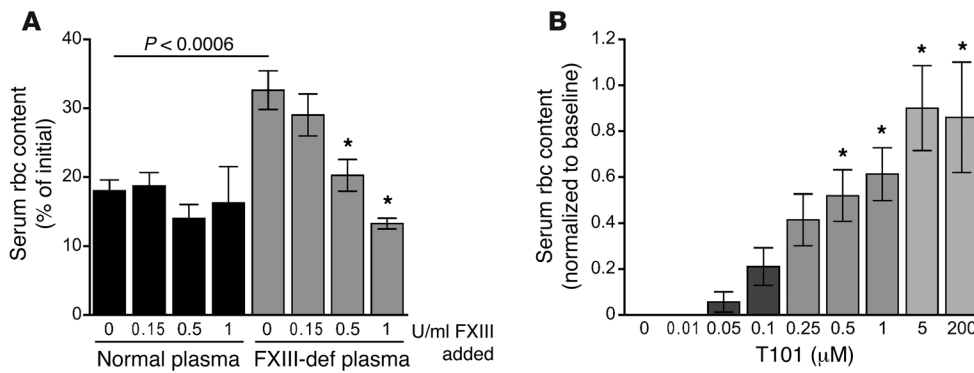 A
Serum rbc content
(% of initial)
40
30
20
10
0
P < 0.0006
*
*
0 0.15 0.5 1 0 0.15 0.5 1 U/ml FXIII
added
Normal plasma FXIII-def plasma
B
Serum rbc content
(normalized to baseline)
1.2
1.0
0.8
0.6
0.4
0.2
0
*
*
*
*
0 0.01 0.05 0.1 0.25 0.5 1 5 200
T101 (μM)